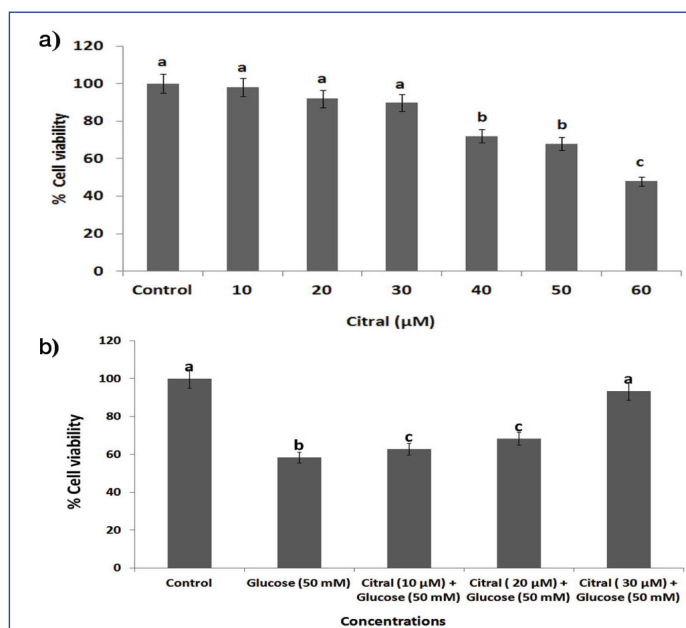 a)
120
100
80
60
40
20
0
% Cell viability
a
a
a
a
b
b
c
Control 10 20 30 40 50 60
Citral (µM)
b)
120
100
80
60
40
20
0
% Cell viability
a
b
c
c
a
Control Glucose (50 mM) Citral (10 µM) + Citral ( 20 µM) + Citral ( 30 µM) +
Glucose (50 mM) Glucose (50 mM) Glucose (50 mM)
Concentrations